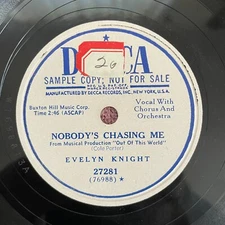 DECCA
26
SAMPLE COPY: NOT FOR SALE
MANUFACTURED BY DECCA RECORDS, INC., NEW YORK, U.S.A.
Buxton Hill Music Corp.
Time 2:46 (ASCAP)
Vocal With
Chorus And
Orchestra
NOBODY'S CHASING ME
From Musical Production "Out Of This World"
(Cole Porter)
EVELYN KNIGHT
27281
(76988) ★